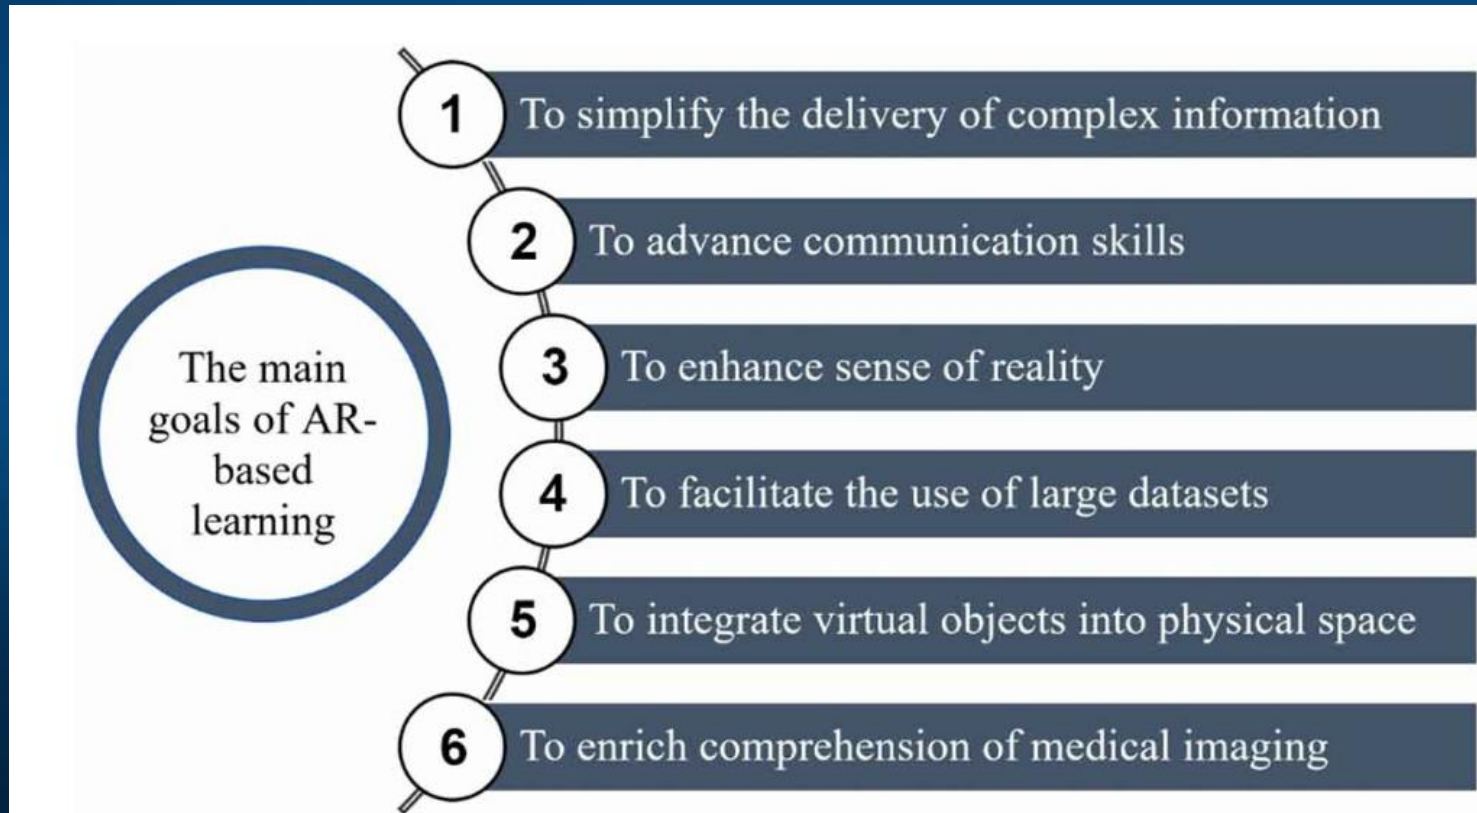 The main
goals of AR-
based
learning
1 To simplify the delivery of complex information
2 To advance communication skills
3 To enhance sense of reality
4 To facilitate the use of large datasets
5 To integrate virtual objects into physical space
6 To enrich comprehension of medical imaging